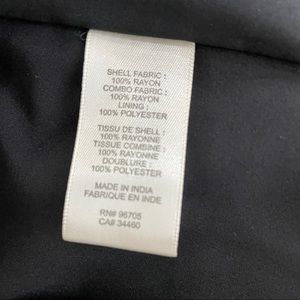 SHELL FABRIC :
100% RAYON
COMBO FABRIC :
100% RAYON
LINING :
100% POLYESTER
TISSU DE SHELL :
100% RAYONNE
TISSUE COMBINE :
100% RAYONNE
DOUBLURE :
100% POLYESTER
MADE IN INDIA
FABRIQUE EN INDE
RN# 96705
CA# 34460